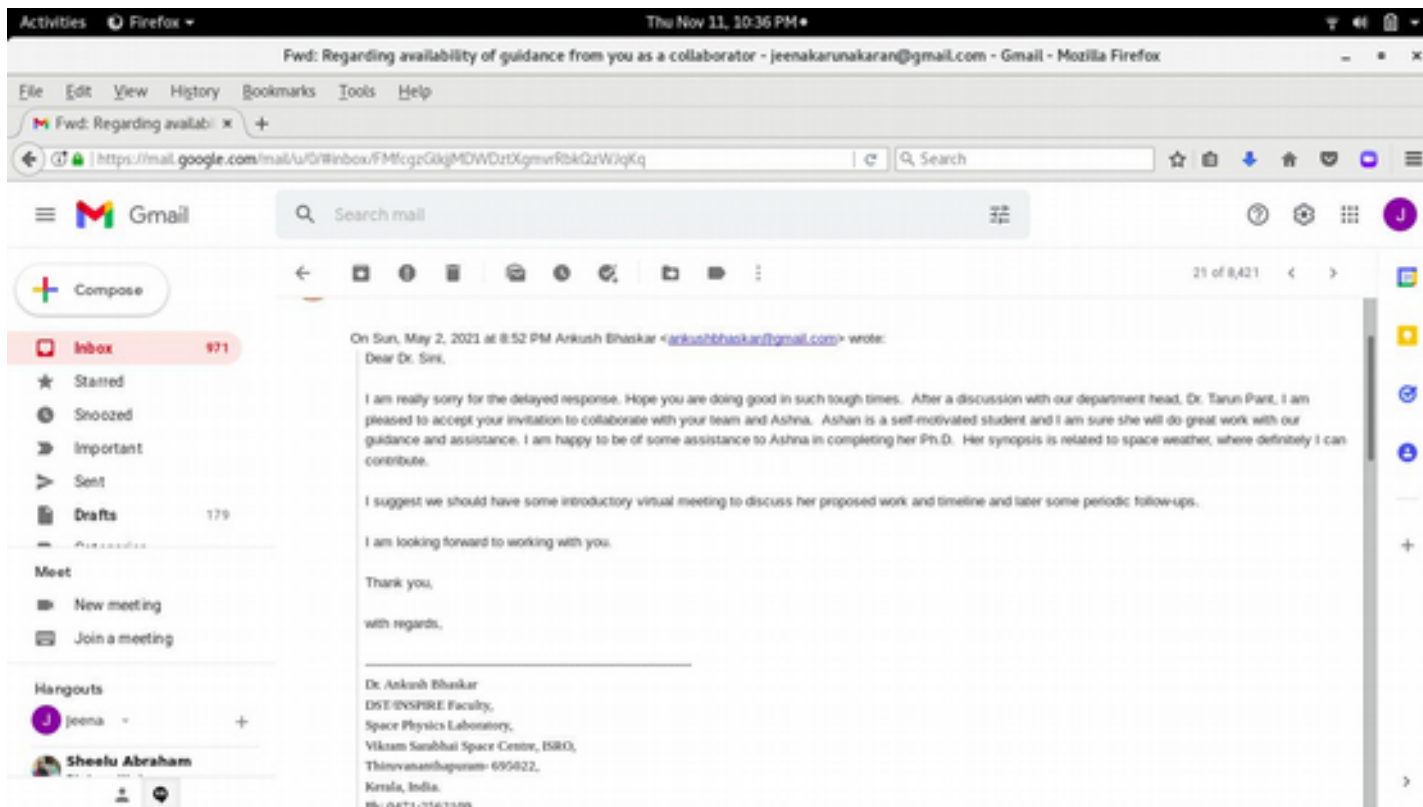 Activities Firefox Thu Nov 11, 10:36 PM
Fwd: Regarding availability of guidance from you as a collaborator - jeenakarunakaran@gmail.com - Gmail - Mozilla Firefox
File Edit View History Bookmarks Tools Help
Fwd: Regarding availabi
https://mail.google.com/mail/u/0/#inbox/ Search
Gmail Search mail J
Compose 21 of 8,421
Inbox 971
Starred
Snoozed
Important
Sent
Drafts 179
Meet
New meeting
Join a meeting
Hangouts
J Jeena
Sheelu Abraham
On Sun, May 2, 2021 at 8:52 PM Ankush Bhaskar <ankushbhaskar@gmail.com> wrote:
Dear Dr. Sini,
I am really sorry for the delayed response. Hope you are doing good in such tough times. After a discussion with our department head, Dr. Tarun Pant, I am
pleased to accept your invitation to collaborate with your team and Ashna. Ashan is a self-motivated student and I am sure she will do great work with our
guidance and assistance. I am happy to be of some assistance to Ashna in completing her Ph.D. Her synopsis is related to space weather, where definitely I can
contribute.
I suggest we should have some introductory virtual meeting to discuss her proposed work and timeline and later some periodic follow-ups.
I am looking forward to working with you.
Thank you,
with regards,
Dr. Ankush Bhaskar
DST-INSPIRE Faculty,
Space Physics Laboratory,
Vikram Sarabhai Space Centre, ISRO,
Thiruvananthapuram- 695022,
Kerala, India.